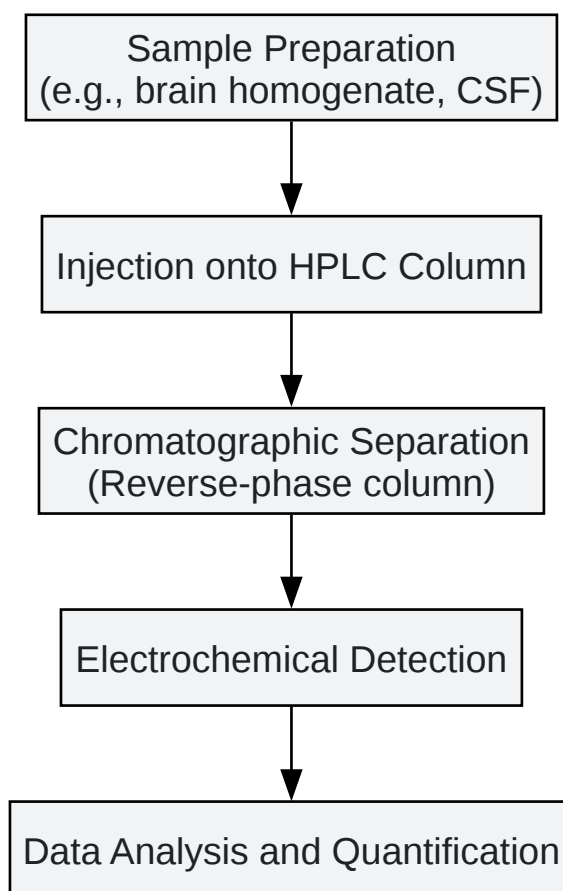 Sample Preparation
(e.g., brain homogenate, CSF)
Injection onto HPLC Column
Chromatographic Separation
(Reverse-phase column)
Electrochemical Detection
Data Analysis and Quantification